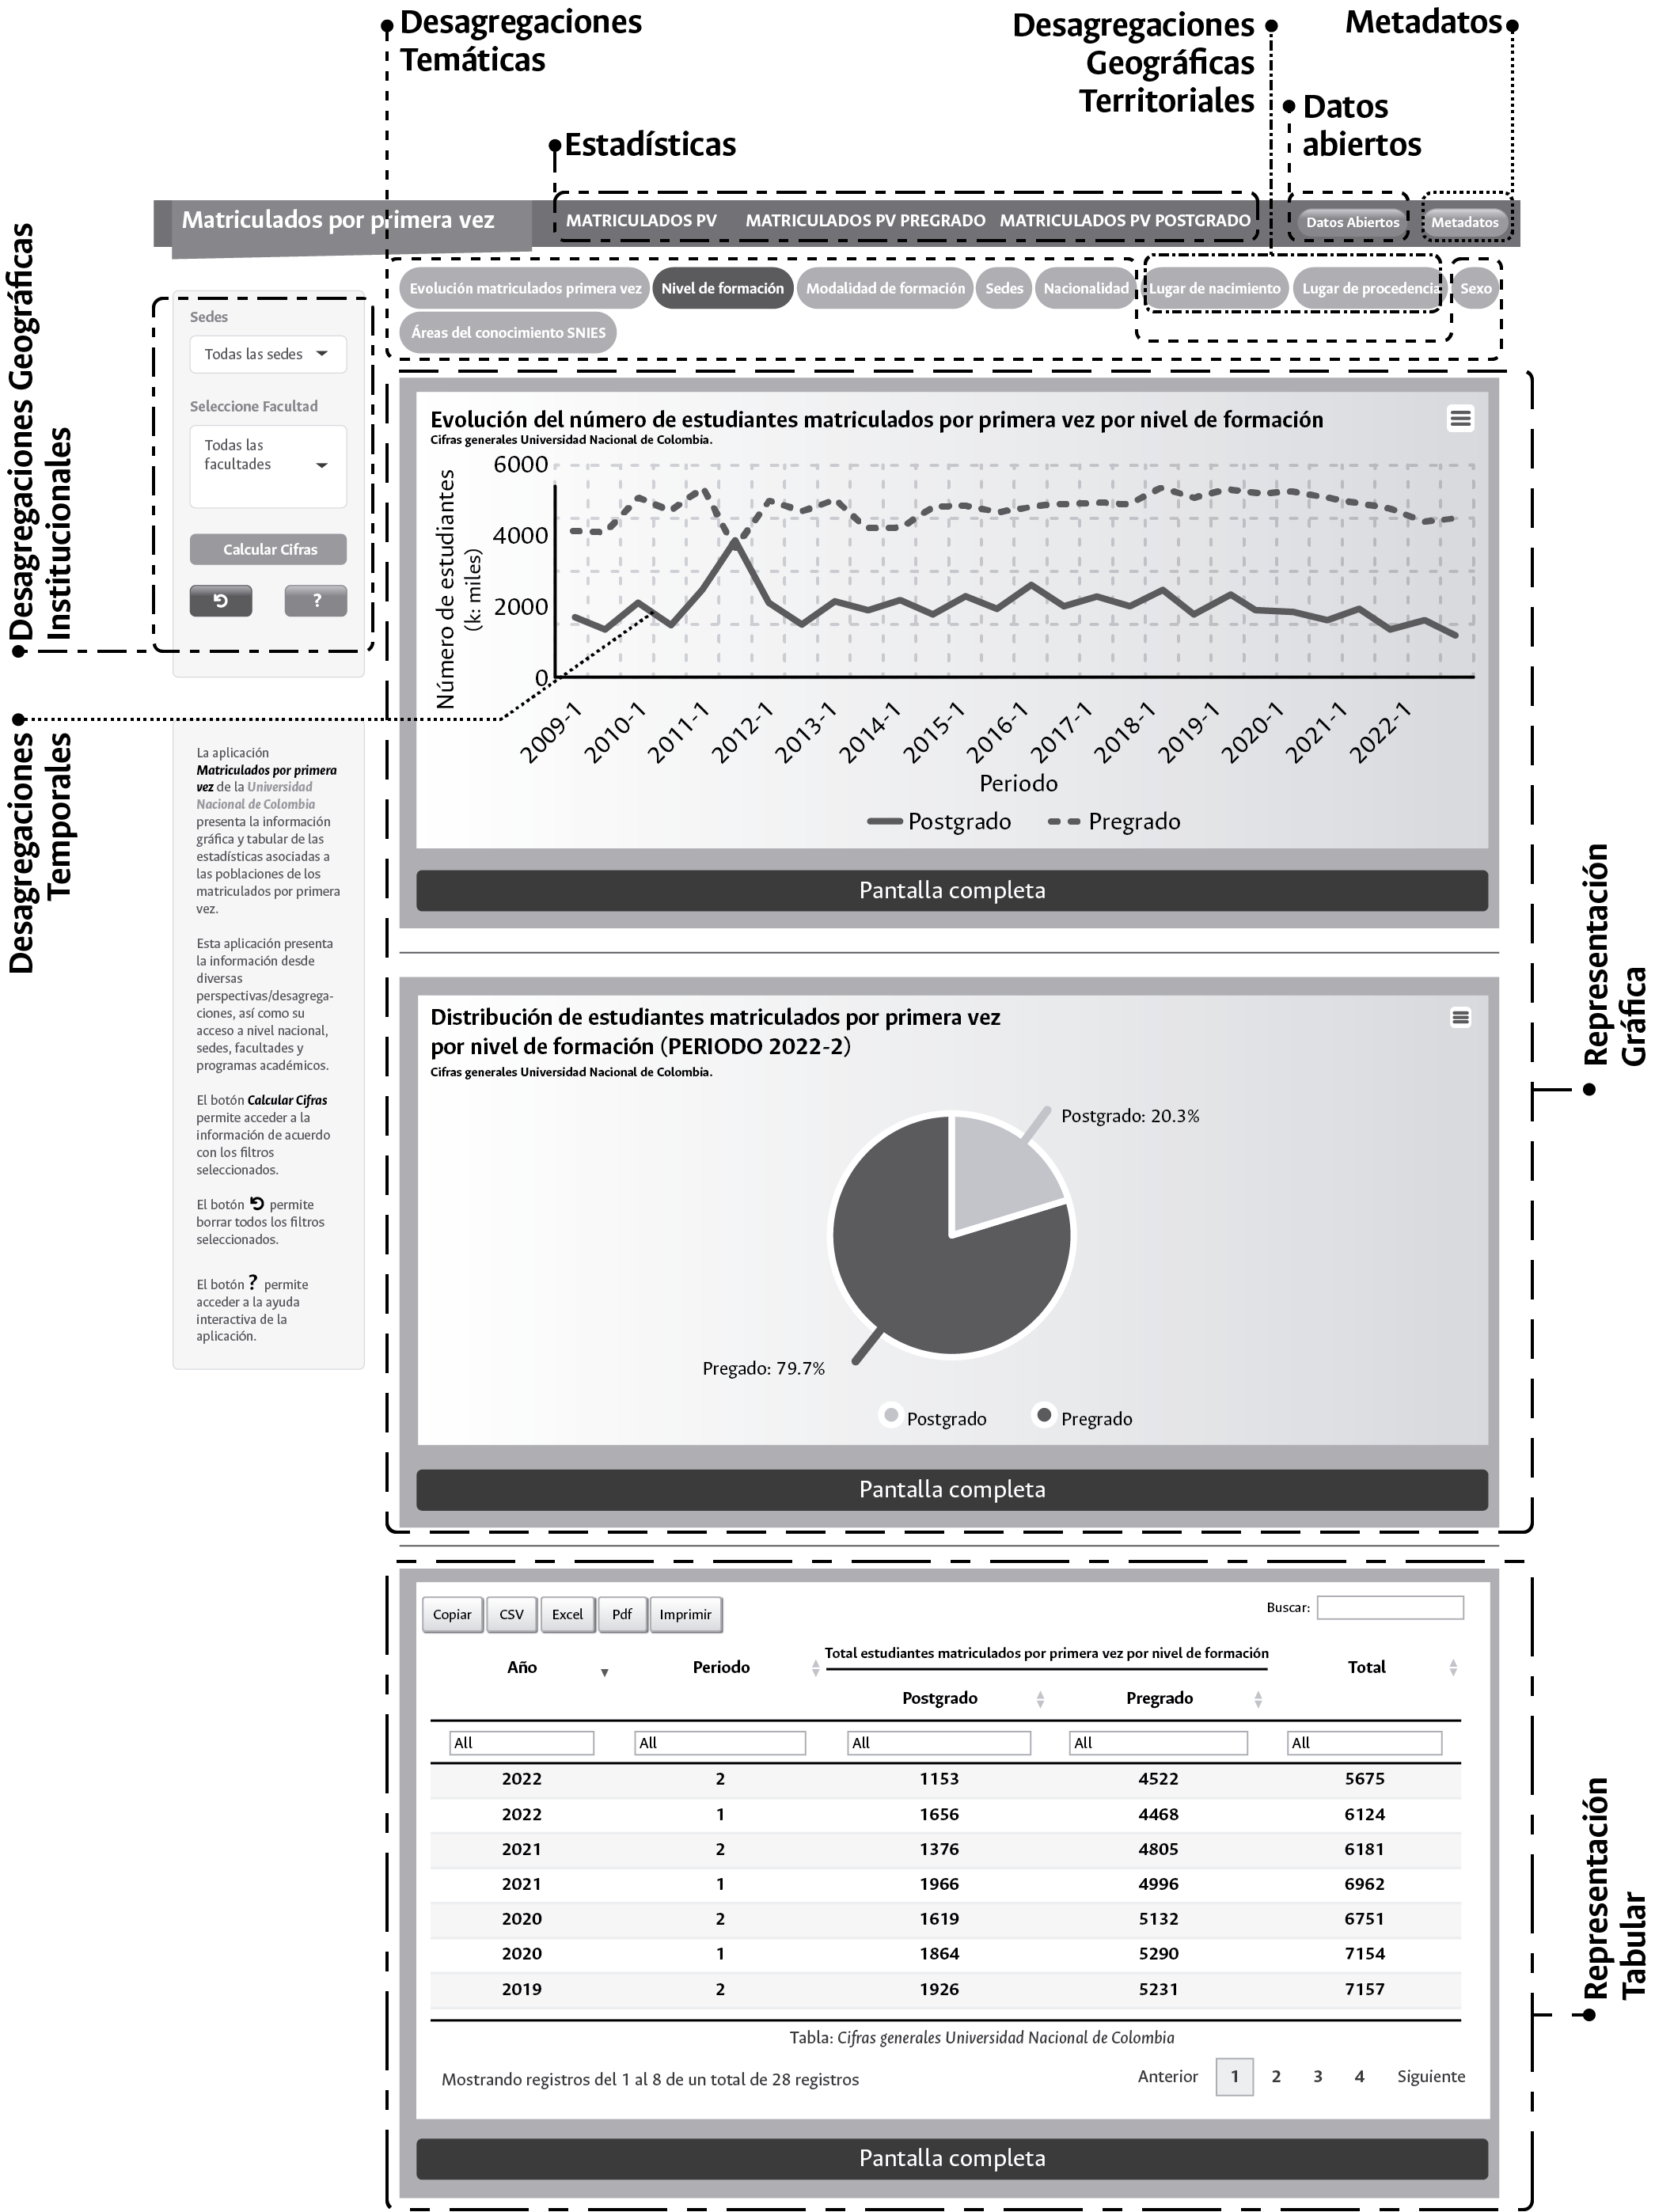 Desagregaciones
Temáticas
Desagregaciones
Geográficas
Territoriales
Metadatos
Datos
abiertos
Estadísticas
Matriculados por primera vez
MATRICULADOS PV
MATRICULADOS PV PREGRADO
MATRICULADOS PV POSTGRADO
Datos Abiertos
Metadatos
Evolución matriculados primera vez
Nivel de formación
Modalidad de formación
Sedes
Nacionalidad
Lugar de nacimiento
Lugar de procedencia
Sexo
Áreas del conocimiento SNIES
Desagregaciones Geográficas
Institucionales
Sedes
Todas las sedes
Seleccione Facultad
Todas las
facultades
Calcular Cifras
?
Desagregaciones
Temporales
La aplicación
Matriculados por primera
vez de la Universidad
Nacional de Colombia
presenta la información
gráfica y tabular de las
estadísticas asociadas a
las poblaciones de los
matriculados por primera
vez.
Esta aplicación presenta
la información desde
diversas
perspectivas/desagrega-
ciones, así como su
acceso a nivel nacional,
sedes, facultades y
programas académicos.
El botón Calcular Cifras
permite acceder a la
información de acuerdo
con los filtros
seleccionados.
El botón permite
borrar todos los filtros
seleccionados.
El botón ? permite
acceder a la ayuda
interactiva de la
aplicación.
Evolución del número de estudiantes matriculados por primera vez por nivel de formación
Cifras generales Universidad Nacional de Colombia.
Número de estudiantes
(k: miles)
6000
4000
2000
0
2009-1
2010-1
2011-1
2012-1
2013-1
2014-1
2015-1
2016-1
2017-1
2018-1
2019-1
2020-1
2021-1
2022-1
Periodo
Postgrado
Pregrado
Pantalla completa
Representación
Gráfica
Distribución de estudiantes matriculados por primera vez
por nivel de formación (PERIODO 2022-2)
Cifras generales Universidad Nacional de Colombia.
Postgrado: 20.3%
Pregado: 79.7%
Postgrado
Pregrado
Pantalla completa
Copiar
CSV
Excel
Pdf
Imprimir
Buscar:
Año
Periodo
Total estudiantes matriculados por primera vez por nivel de formación
Total
Postgrado
Pregrado
All All All All All
2022 2 1153 4522 5675
2022 1 1656 4468 6124
2021 2 1376 4805 6181
2021 1 1966 4996 6962
2020 2 1619 5132 6751
2020 1 1864 5290 7154
2019 2 1926 5231 7157
Tabla: Cifras generales Universidad Nacional de Colombia
Mostrando registros del 1 al 8 de un total de 28 registros
Anterior 1 2 3 4 Siguiente
Pantalla completa
Representación
Tabular